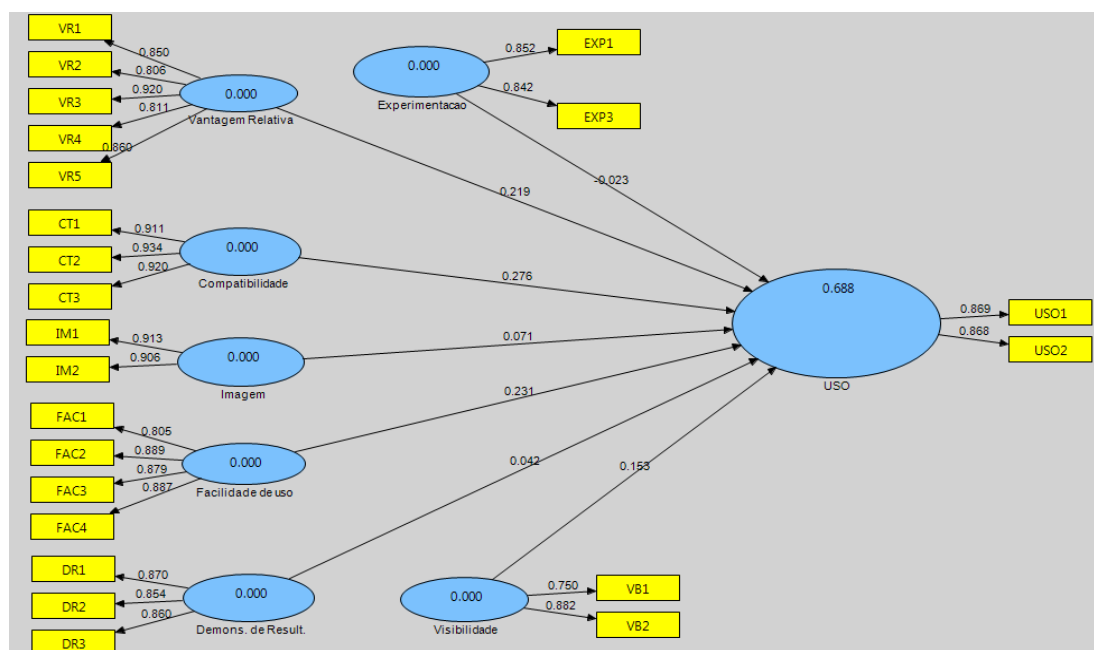 VR1
0.850
VR2
0.806
VR3
0.920
VR4
0.811
VR5
0.860
0.000
Vantagem Relativa
0.000
Experimentacao
0.852
EXP1
0.842
EXP3
-0.023
0.219
CT1
0.911
CT2
0.934
CT3
0.920
0.000
Compatibilidade
0.276
IM1
0.913
IM2
0.906
0.000
Imagem
0.071
0.688
USO
0.869
USO1
0.868
USO2
FAC1
0.805
FAC2
0.889
FAC3
0.879
FAC4
0.887
0.000
Facilidade de uso
0.231
DR1
0.870
DR2
0.854
DR3
0.860
0.000
Demons. de Result.
0.042
0.153
0.000
Visibilidade
0.750
VB1
0.882
VB2